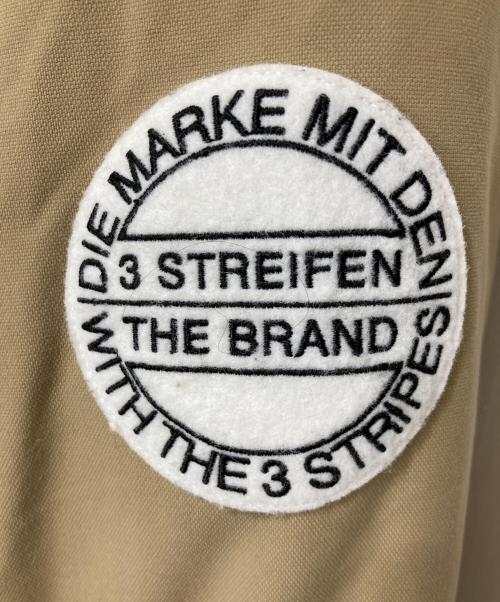 DIE MARKE MIT DEN
3 STREIFEN
THE BRAND
WITH THE 3 STRIPES